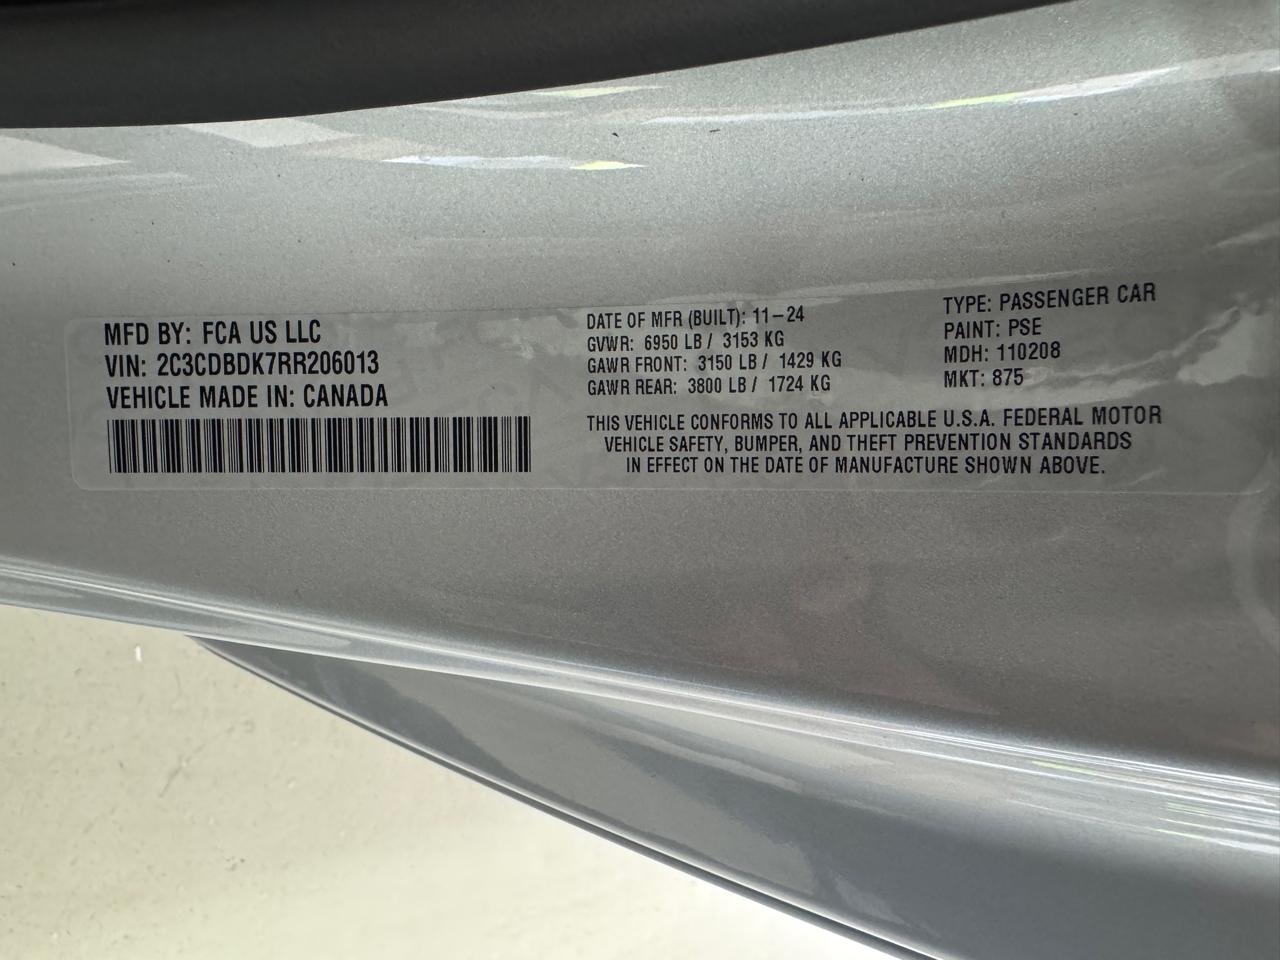 MFD BY: FCA US LLC
VIN: 2C3CDBDK7RR206013
VEHICLE MADE IN: CANADA
DATE OF MFR (BUILT): 11-24
GVWR: 6950 LB / 3153 KG
GAWR FRONT: 3150 LB / 1429 KG
GAWR REAR: 3800 LB / 1724 KG
TYPE: PASSENGER CAR
PAINT: PSE
MDH: 110208
MKT: 875
THIS VEHICLE CONFORMS TO ALL APPLICABLE U.S.A. FEDERAL MOTOR
VEHICLE SAFETY, BUMPER, AND THEFT PREVENTION STANDARDS
IN EFFECT ON THE DATE OF MANUFACTURE SHOWN ABOVE.